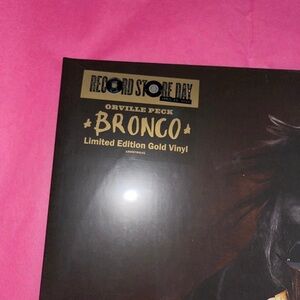 RECORD STORE DAY
ORVILLE PECK
BRONCO
Limited Edition Gold Vinyl